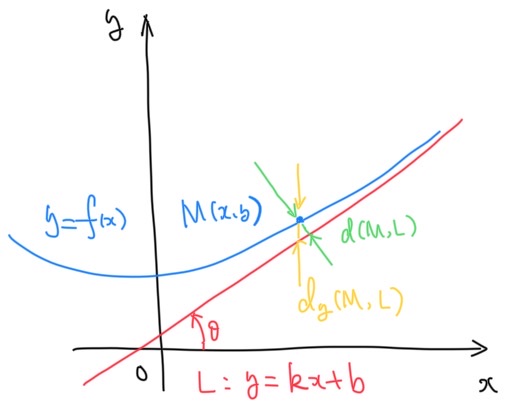 y
y=f(x)
M(x,b)
d(M,L)
dy(M,L)
θ
0
L: y=kx+b
x